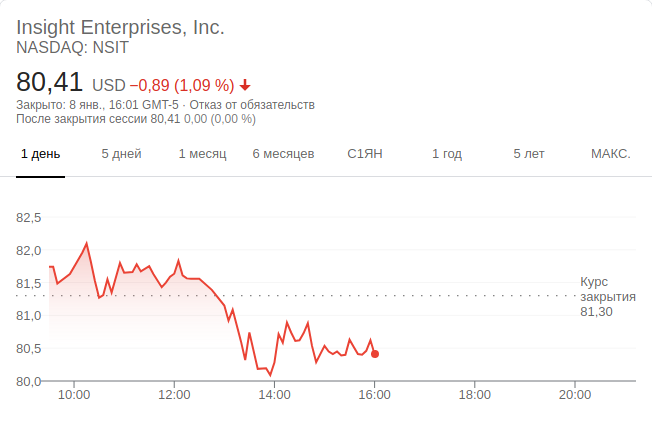 Insight Enterprises, Inc.
NASDAQ: NSIT
80,41 USD −0,89 (1,09 %)
Закрыто: 8 янв., 16:01 GMT-5 · Отказ от обязательств
После закрытия сессии 80,41 0,00 (0,00 %)
1 день 5 дней 1 месяц 6 месяцев С1ЯН 1 год 5 лет МАКС.
82,5
82,0
81,5
81,0
80,5
80,0
Курс
закрытия
81,30
10:00 12:00 14:00 16:00 18:00 20:00